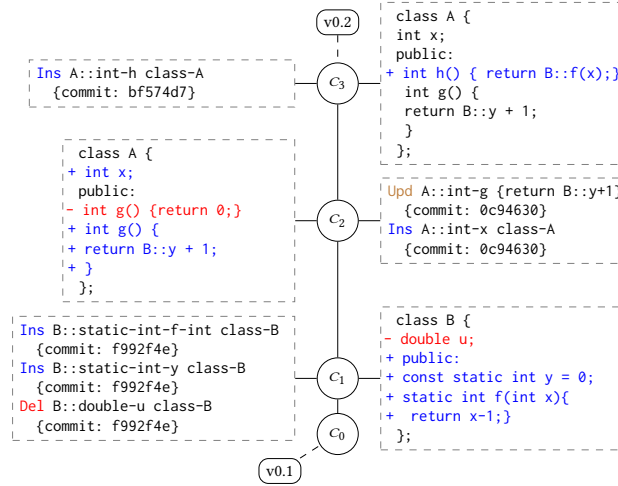 v0.2
Ins A::int-h class-A
{commit: bf574d7}
C3
class A {
int x;
public:
+ int h() { return B::f(x);}
int g() {
return B::y + 1;
}
};
class A {
+ int x;
public:
- int g() {return 0;}
+ int g() {
+ return B::y + 1;
+ }
};
C2
Upd A::int-g {return B::y+1}
{commit: 0c94630}
Ins A::int-x class-A
{commit: 0c94630}
Ins B::static-int-f-int class-B
{commit: f992f4e}
Ins B::static-int-y class-B
{commit: f992f4e}
Del B::double-u class-B
{commit: f992f4e}
C1
class B {
- double u;
+ public:
+ const static int y = 0;
+ static int f(int x){
+ return x-1;}
};
C0
v0.1